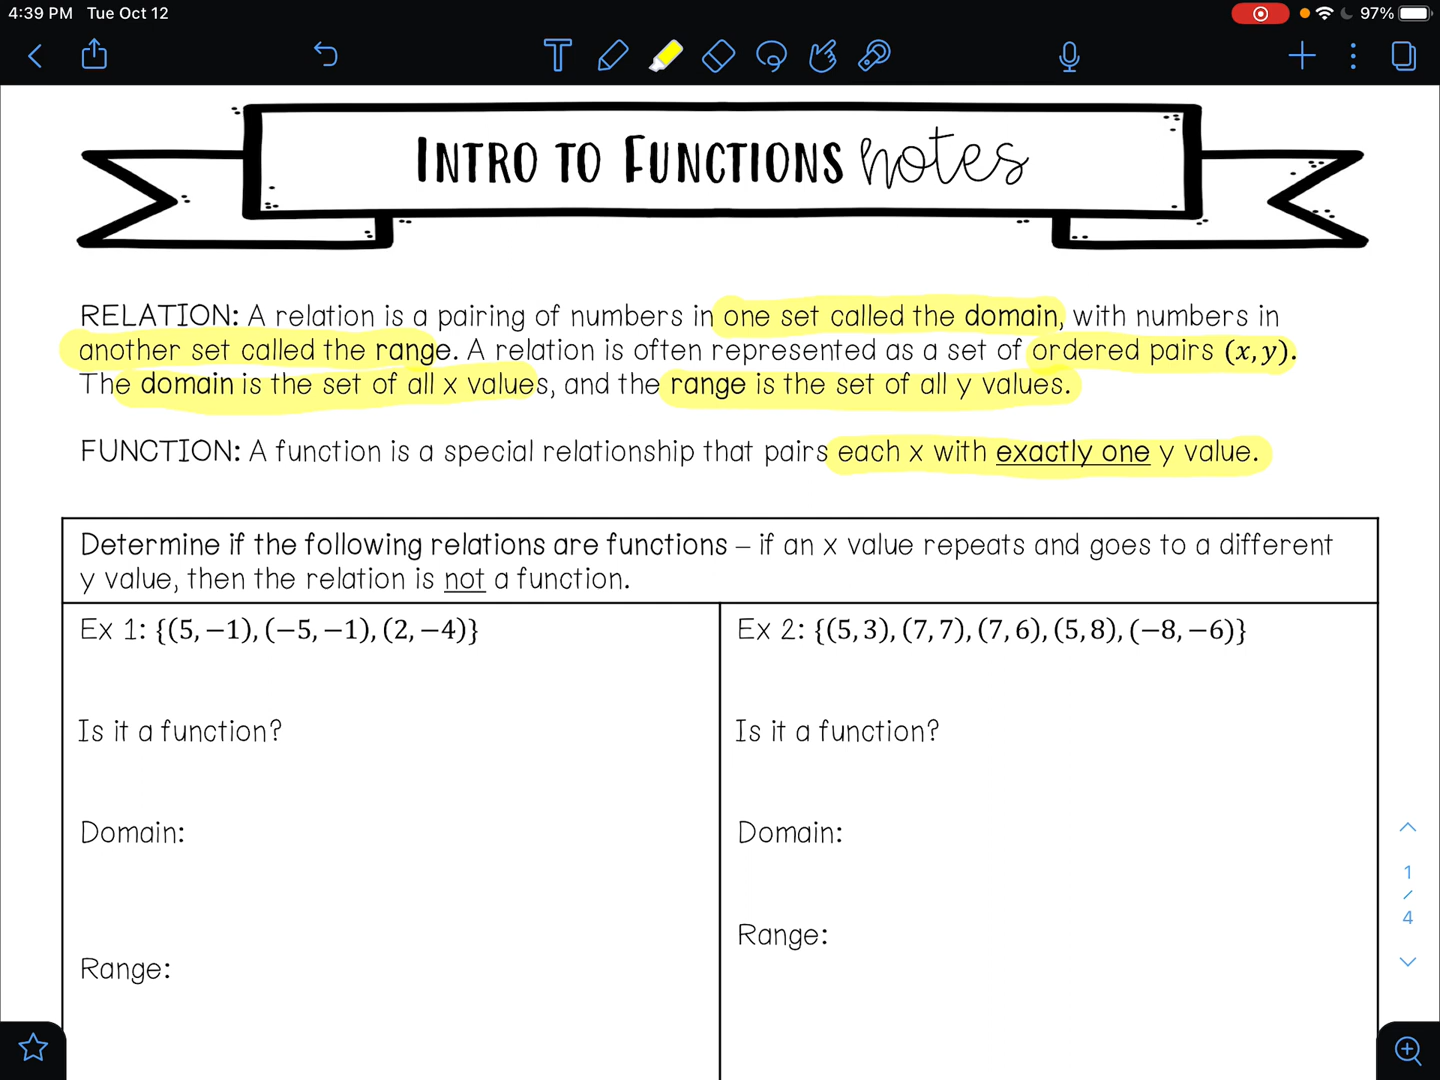 4:39 PM Tue Oct 12
97%
INTRO TO FUNCTIONS notes
RELATION: A relation is a pairing of numbers in one set called the domain, with numbers in
another set called the range. A relation is often represented as a set of ordered pairs (x, y).
The domain is the set of all x values, and the range is the set of all y values.
FUNCTION: A function is a special relationship that pairs each x with exactly one y value.
Determine if the following relations are functions – if an x value repeats and goes to a different
y value, then the relation is not a function.
Ex 1: {(5, −1), (−5, −1), (2, −4)}
Is it a function?
Domain:
Range:
Ex 2: {(5, 3), (7, 7), (7, 6), (5, 8), (−8, −6)}
Is it a function?
Domain:
Range:
1
/
4